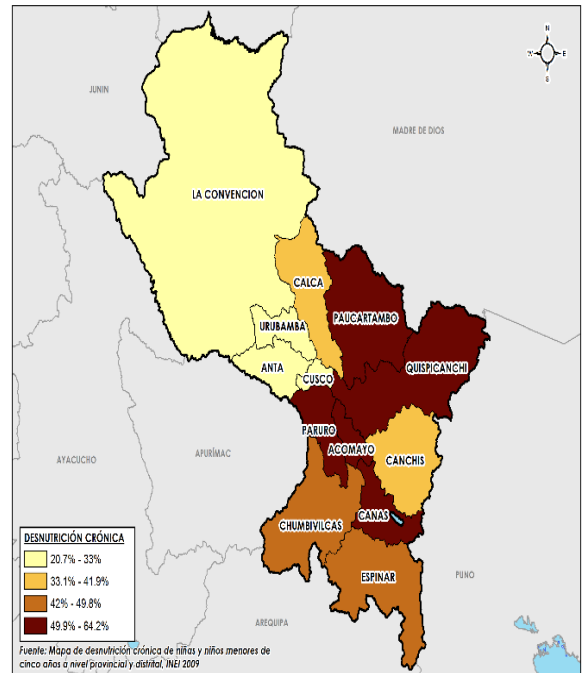 N
W
E
S
JUNIN
MADRE DE DIOS
LA CONVENCION
CALCA
PAUCARTAMBO
URUBAMBA
QUISPICANCHI
ANTA
CUSCO
PARURO
ACOMAYO
CANCHIS
AYACUCHO
APURÍMAC
CANAS
CHUMBIVILCAS
ESPINAR
PUNO
AREQUIPA
DESNUTRICIÓN CRÓNICA
20.7% - 33%
33.1% - 41.9%
42% - 49.8%
49.9% - 64.2%
Fuente: Mapa de desnutrición crónica de niñas y niños menores de
cinco años a nivel provincial y distrital, INEI 2009